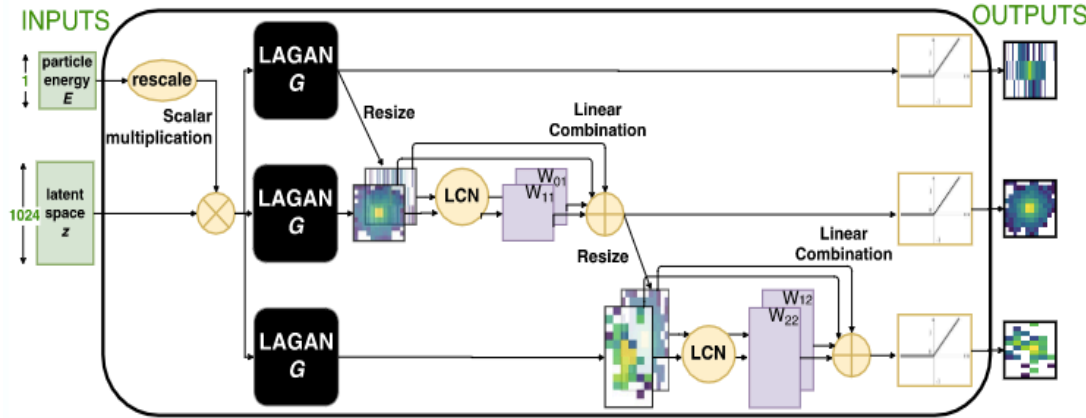 INPUTS
OUTPUTS
particle
energy
E
1
rescale
Scalar
multiplication
latent
space
z
1024
LAGAN
G
Resize
Linear
Combination
LAGAN
G
LCN
W01
W11
Resize
Linear
Combination
LAGAN
G
LCN
W12
W22